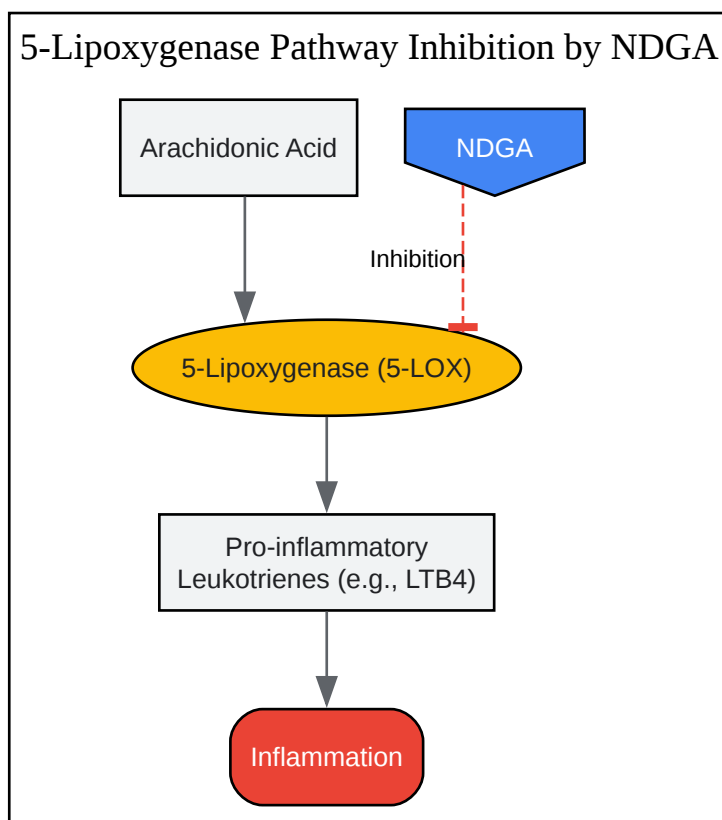 5-Lipoxygenase Pathway Inhibition by NDGA
Arachidonic Acid
NDGA
Inhibition
5-Lipoxygenase (5-LOX)
Pro-inflammatory
Leukotrienes (e.g., LTB4)
Inflammation